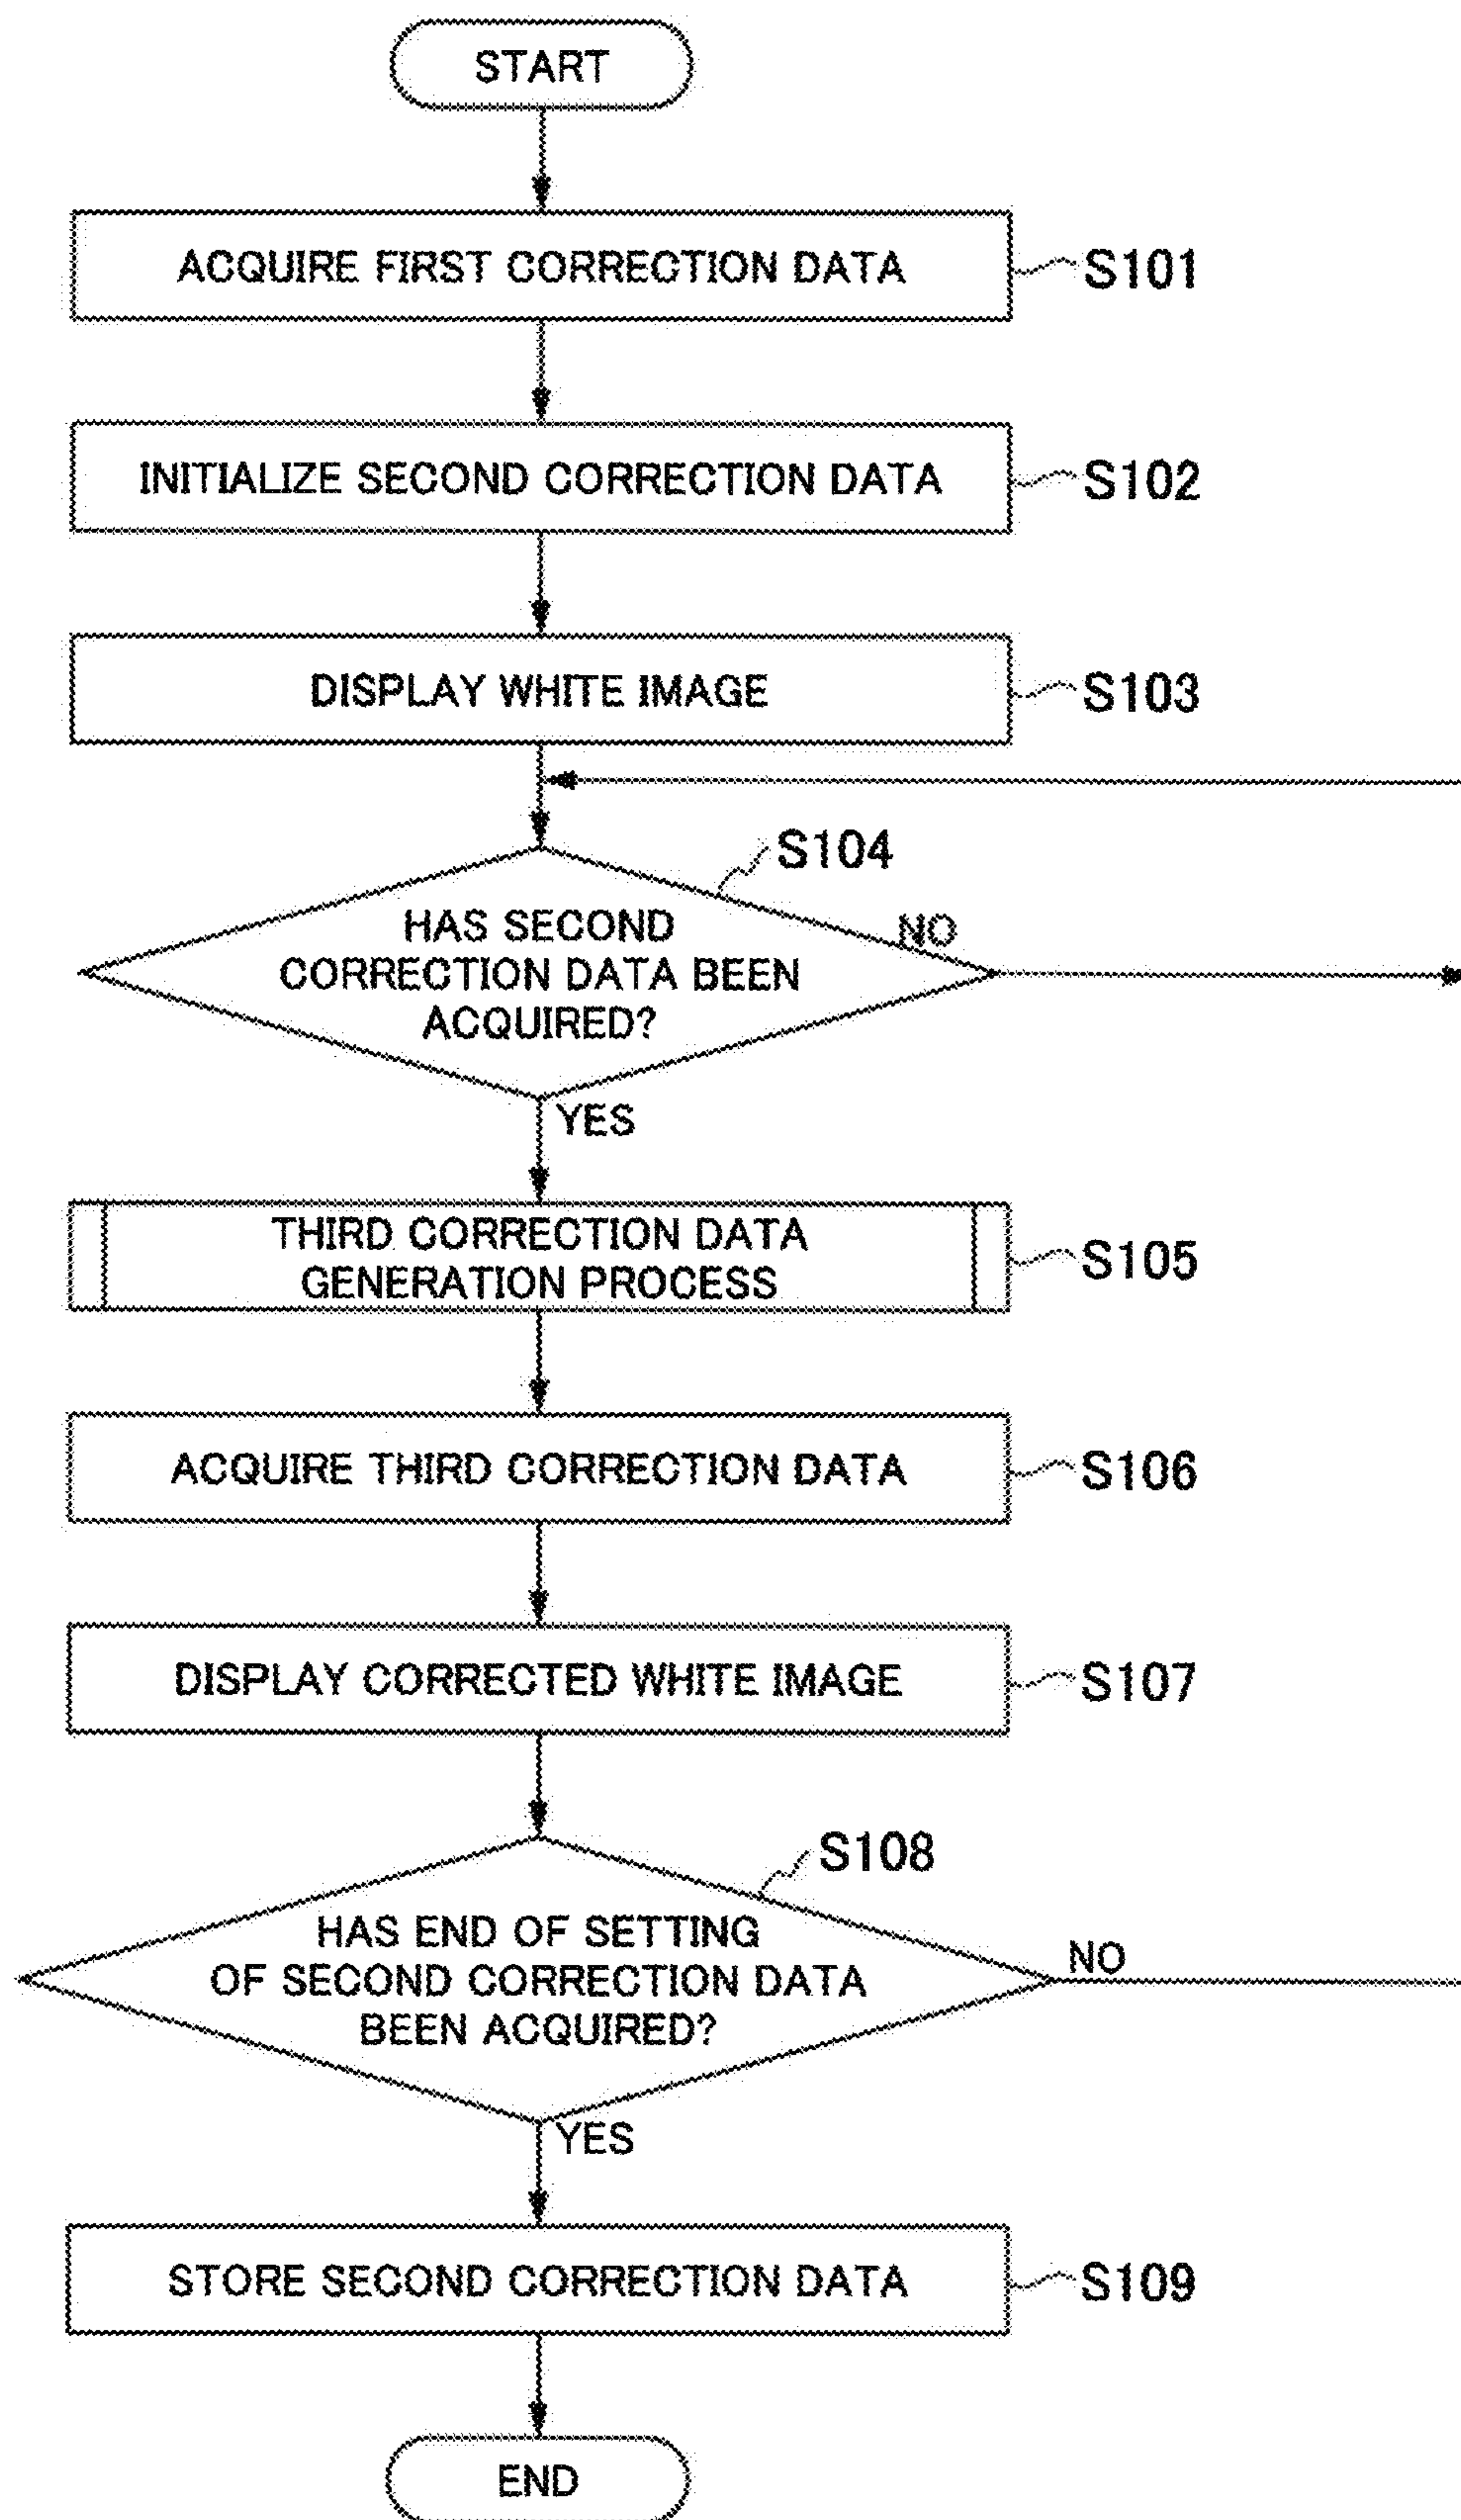 START
ACQUIRE FIRST CORRECTION DATA
S101
INITIALIZE SECOND CORRECTION DATA
S102
DISPLAY WHITE IMAGE
S103
S104
HAS SECOND
CORRECTION DATA BEEN
ACQUIRED?
NO
YES
THIRD CORRECTION DATA
GENERATION PROCESS
S105
ACQUIRE THIRD CORRECTION DATA
S106
DISPLAY CORRECTED WHITE IMAGE
S107
S108
HAS END OF SETTING
OF SECOND CORRECTION DATA
BEEN ACQUIRED?
NO
YES
STORE SECOND CORRECTION DATA
S109
END